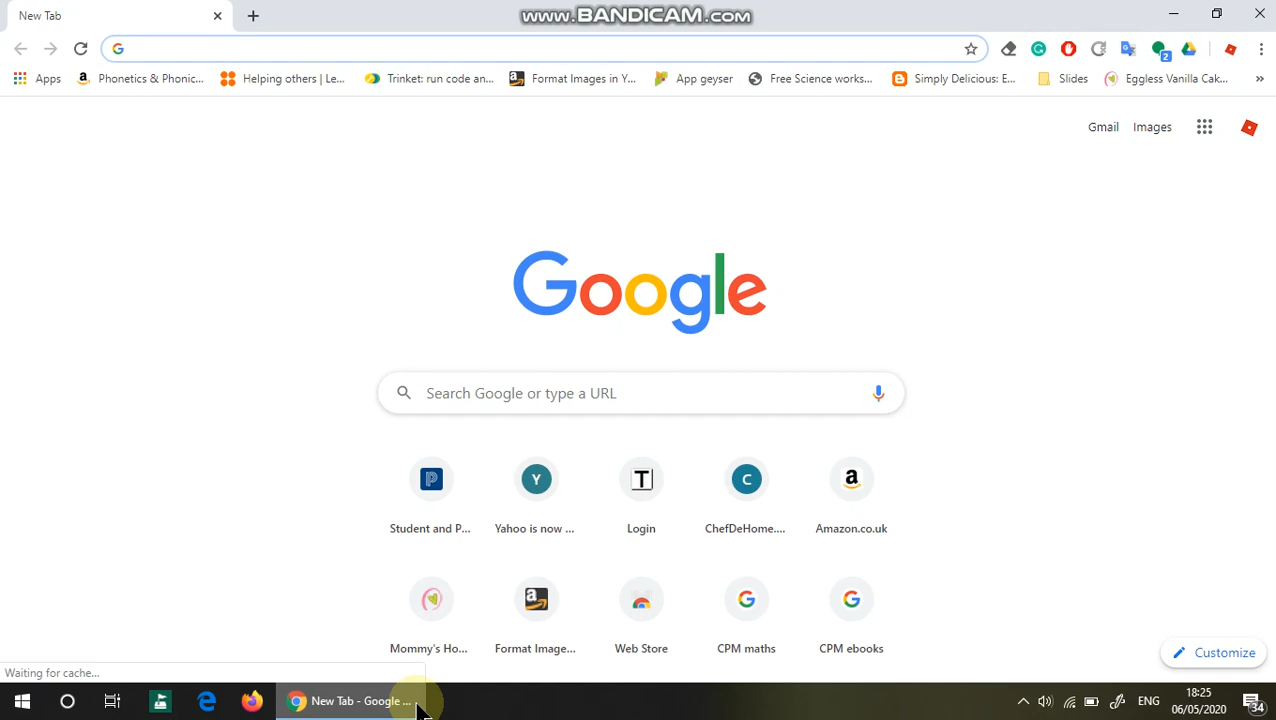 New Tab
www.BANDICAM.com
Apps
Phonetics & Phonic...
Helping others | Le...
Trinket: run code an...
Format Images in Y...
App geyser
Free Science works...
Simply Delicious: E...
Slides
Eggless Vanilla Cak...
»
2
Gmail
Images
Google
Search Google or type a URL
Student and P...
Yahoo is now ...
Login
ChefDeHome....
Amazon.co.uk
Mommy's Ho...
Format Image...
Web Store
CPM maths
CPM ebooks
Customize
Waiting for cache...
New Tab - Google ...
ENG
18:25
06/05/2020
34